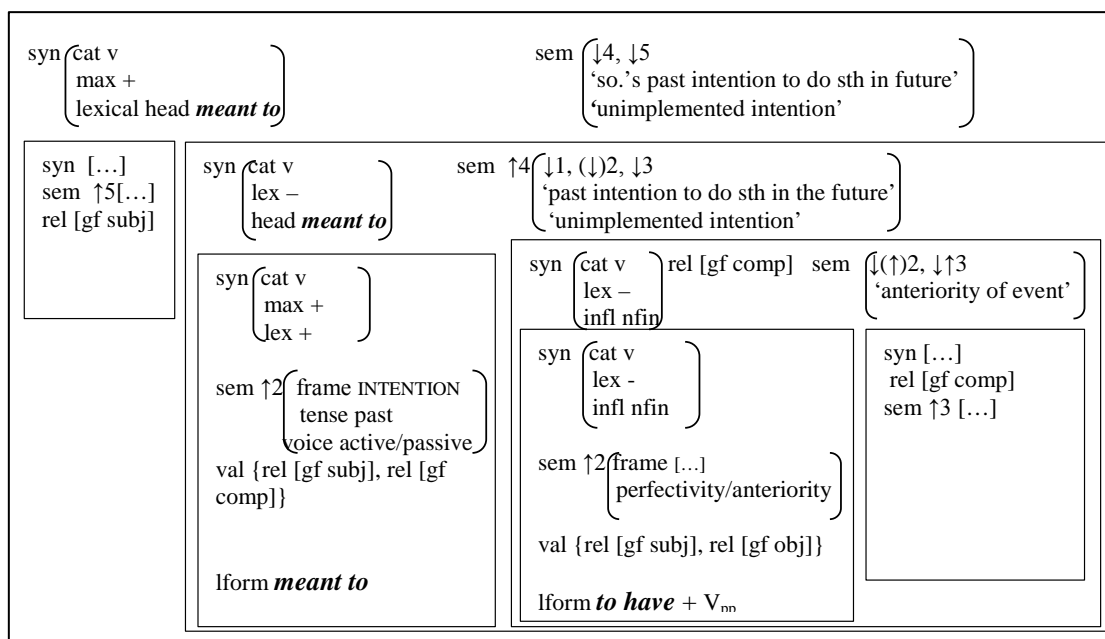 syn cat v
max +
lexical head meant to
sem ↓4, ↓5
‘so.’s past intention to do sth in future’
‘unimplemented intention’
syn […]
sem ↑5[…]
rel [gf subj]
syn cat v
lex –
head meant to
sem ↑4 ↓1, (↓)2, ↓3
‘past intention to do sth in the future’
‘unimplemented intention’
syn cat v
max +
lex +
sem ↑2 frame INTENTION
tense past
voice active/passive
val {rel [gf subj], rel [gf
comp]}
lform meant to
syn cat v
lex –
infl nfin
rel [gf comp]
sem ↓(↑)2, ↓↑3
‘anteriority of event’
syn cat v
lex -
infl nfin
sem ↑2 frame […]
perfectivity/anteriority
val {rel [gf subj], rel [gf obj]}
lform to have + Vpp
syn […]
rel [gf comp]
sem ↑3 […]